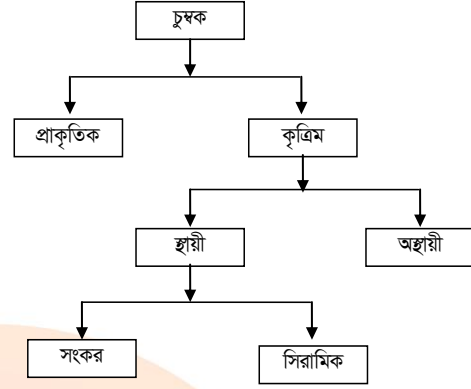 চুম্বক
প্রাকৃতিক
কৃত্রিম
স্থায়ী
অস্থায়ী
সংকর
সিরামিক